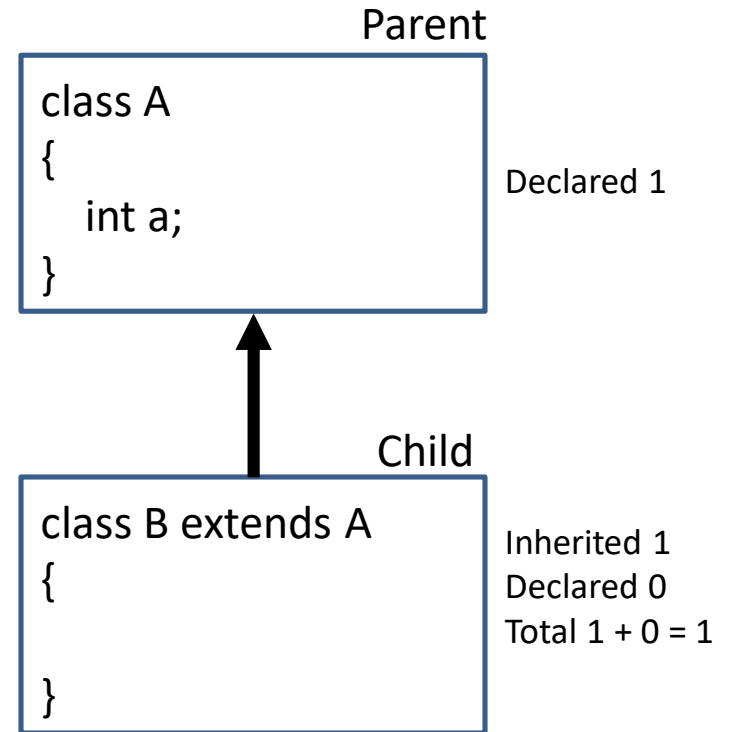 Parent
class A
{
int a;
}
Declared 1
Child
class B extends A
{
}
Inherited 1
Declared 0
Total 1 + 0 = 1